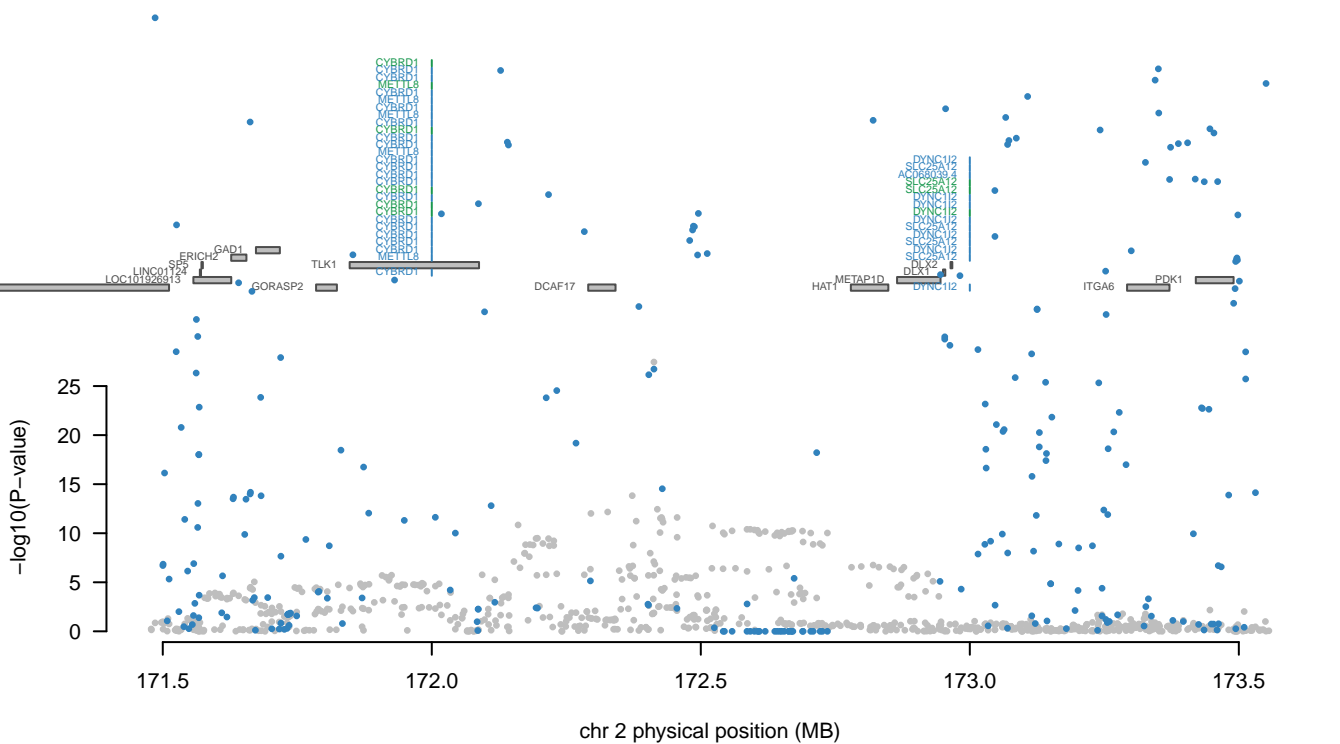 CYBRD1
CYBRD1
CYBRD1
METTL8
CYBRD1
METTL8
CYBRD1
METTL8
CYBRD1
CYBRD1
CYBRD1
CYBRD1
METTL8
CYBRD1 DYNC1I2
CYBRD1 SLC25A12
CYBRD1 AC068039.4
CYBRD1 SLC25A12
CYBRD1 SLC25A12
CYBRD1 DYNC1I2
CYBRD1 DYNC1I2
CYBRD1 DYNC1I2
CYBRD1 DYNC1I2
CYBRD1 SLC25A12
CYBRD1 DYNC1I2
CYBRD1 SLC25A12
GAD1 CYBRD1 DYNC1I2
ERICH2 METTL8 SLC25A12
SP5 TLK1 DLX2
LINC01124 CYBRD1 DLX1
LOC101926913 METAP1D PDK1
GORASP2 DCAF17 HAT1 DYNC1I2 ITGA6
25
20
15
10
5
0
−log10(P−value)
171.5 172.0 172.5 173.0 173.5
chr 2 physical position (MB)